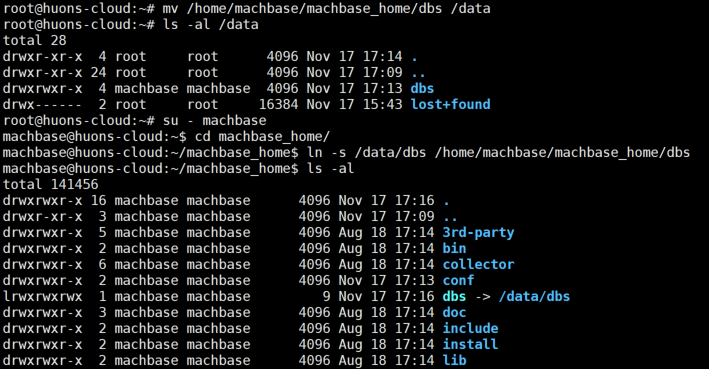 root@huons-cloud:~# mv /home/machbase/machbase_home/dbs /data
root@huons-cloud:~# ls -al /data
total 28
drwxr-xr-x  4 root     root      4096 Nov 17 17:14 .
drwxr-xr-x 24 root     root      4096 Nov 17 17:09 ..
drwxrwxr-x  4 machbase machbase  4096 Nov 17 17:13 dbs
drwx------  2 root     root     16384 Nov 17 15:43 lost+found
root@huons-cloud:~# su - machbase
machbase@huons-cloud:~$ cd machbase_home/
machbase@huons-cloud:~/machbase_home$ ln -s /data/dbs /home/machbase/machbase_home/dbs
machbase@huons-cloud:~/machbase_home$ ls -al
total 141456
drwxrwxr-x 16 machbase machbase      4096 Nov 17 17:16 .
drwxr-xr-x  3 machbase machbase      4096 Nov 17 17:09 ..
drwxrwxr-x  5 machbase machbase      4096 Aug 18 17:14 3rd-party
drwxrwxr-x  2 machbase machbase      4096 Aug 18 17:14 bin
drwxrwxr-x  6 machbase machbase      4096 Aug 18 17:14 collector
drwxrwxr-x  2 machbase machbase      4096 Nov 17 17:13 conf
lrwxrwxrwx  1 machbase machbase         9 Nov 17 17:16 dbs -> /data/dbs
drwxrwxr-x  3 machbase machbase      4096 Aug 18 17:14 doc
drwxrwxr-x  2 machbase machbase      4096 Aug 18 17:14 include
drwxrwxr-x  2 machbase machbase      4096 Aug 18 17:14 install
drwxrwxr-x  2 machbase machbase      4096 Aug 18 17:14 lib